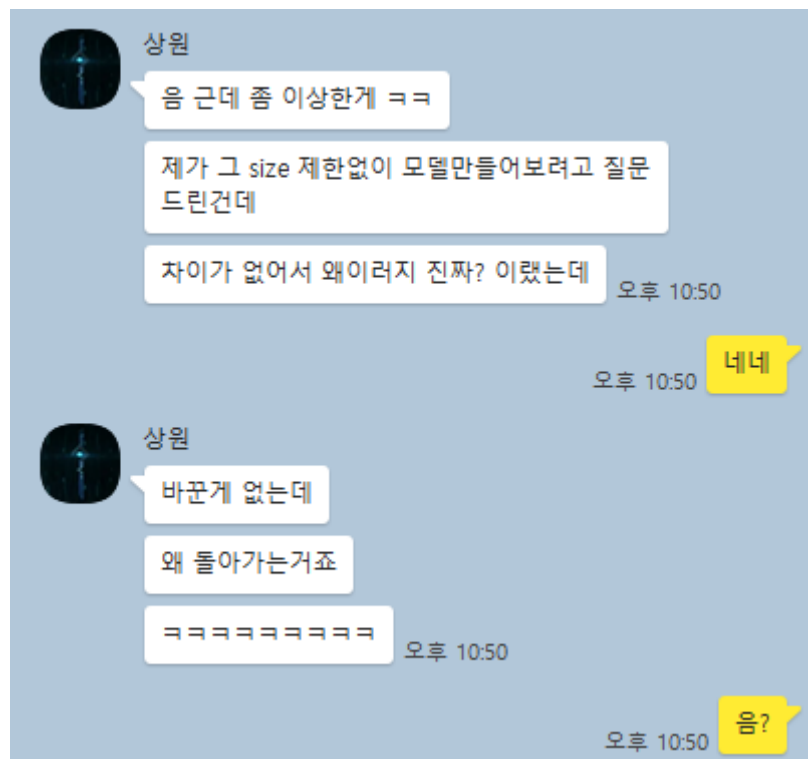 상원
음 근데 좀 이상한게 ㅋㅋ
제가 그 size 제한없이 모델만들어보려고 질문
드린건데
차이가 없어서 왜이러지 진짜? 이랬는데
오후 10:50
네네
오후 10:50
상원
바꾼게 없는데
왜 돌아가는거죠
ㅋㅋㅋㅋㅋㅋㅋㅋㅋ
오후 10:50
음?
오후 10:50